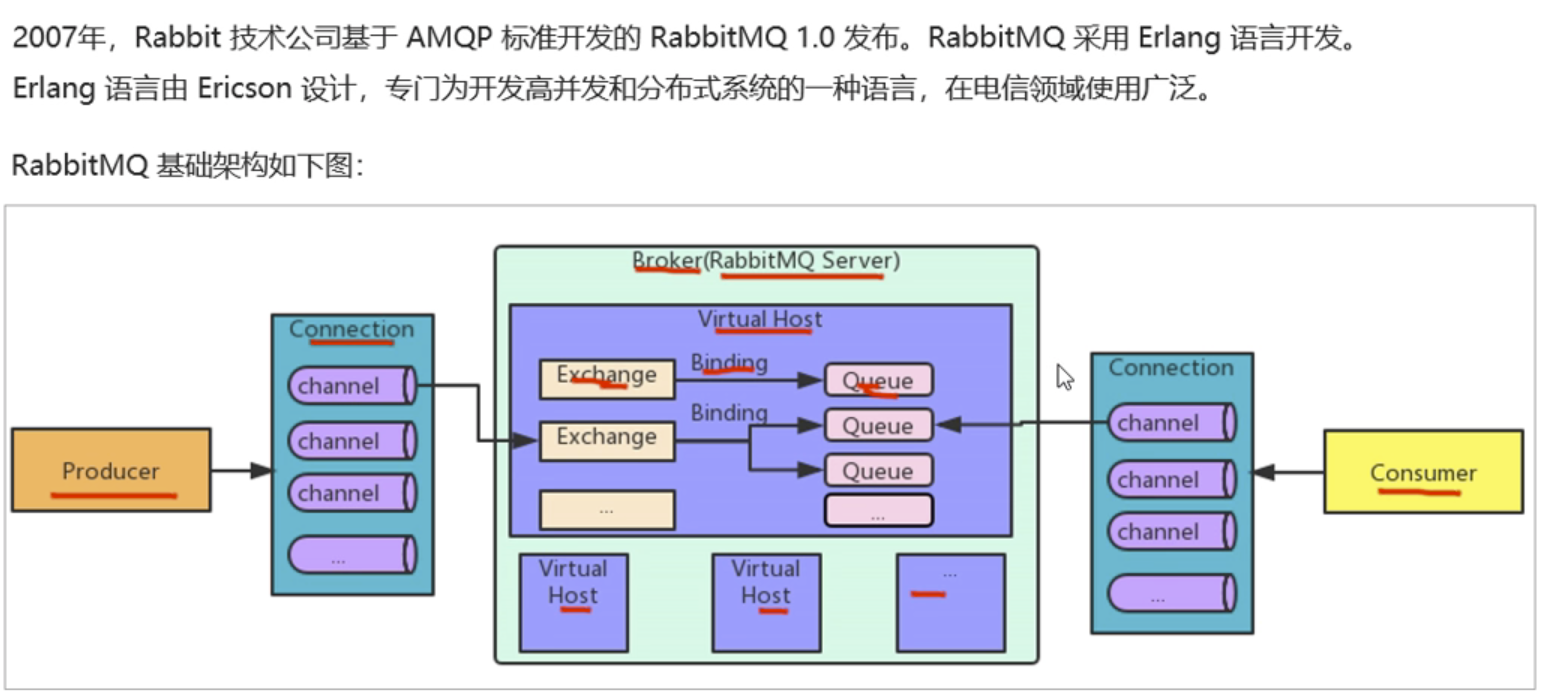 2007年，Rabbit 技术公司基于 AMQP 标准开发的 RabbitMQ 1.0 发布。RabbitMQ 采用 Erlang 语言开发。
Erlang 语言由 Ericson 设计，专门为开发高并发和分布式系统的一种语言，在电信领域使用广泛。
RabbitMQ 基础架构如下图：
Producer
Connection
channel
channel
channel
...
Broker(RabbitMQ Server)
Virtual Host
Exchange
Binding
Queue
Exchange
Binding
Queue
Queue
...
...
Virtual
Host
Virtual
Host
...
Connection
channel
channel
channel
...
Consumer